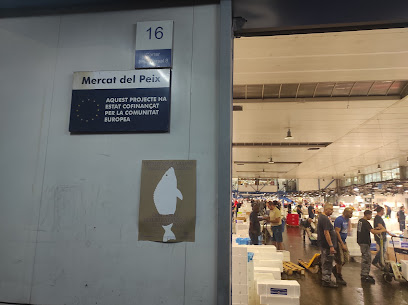 16
Mercat del Peix
AQUEST PROJECTE HA
ESTAT COFINANÇAT
PER LA COMUNITAT
EUROPEA